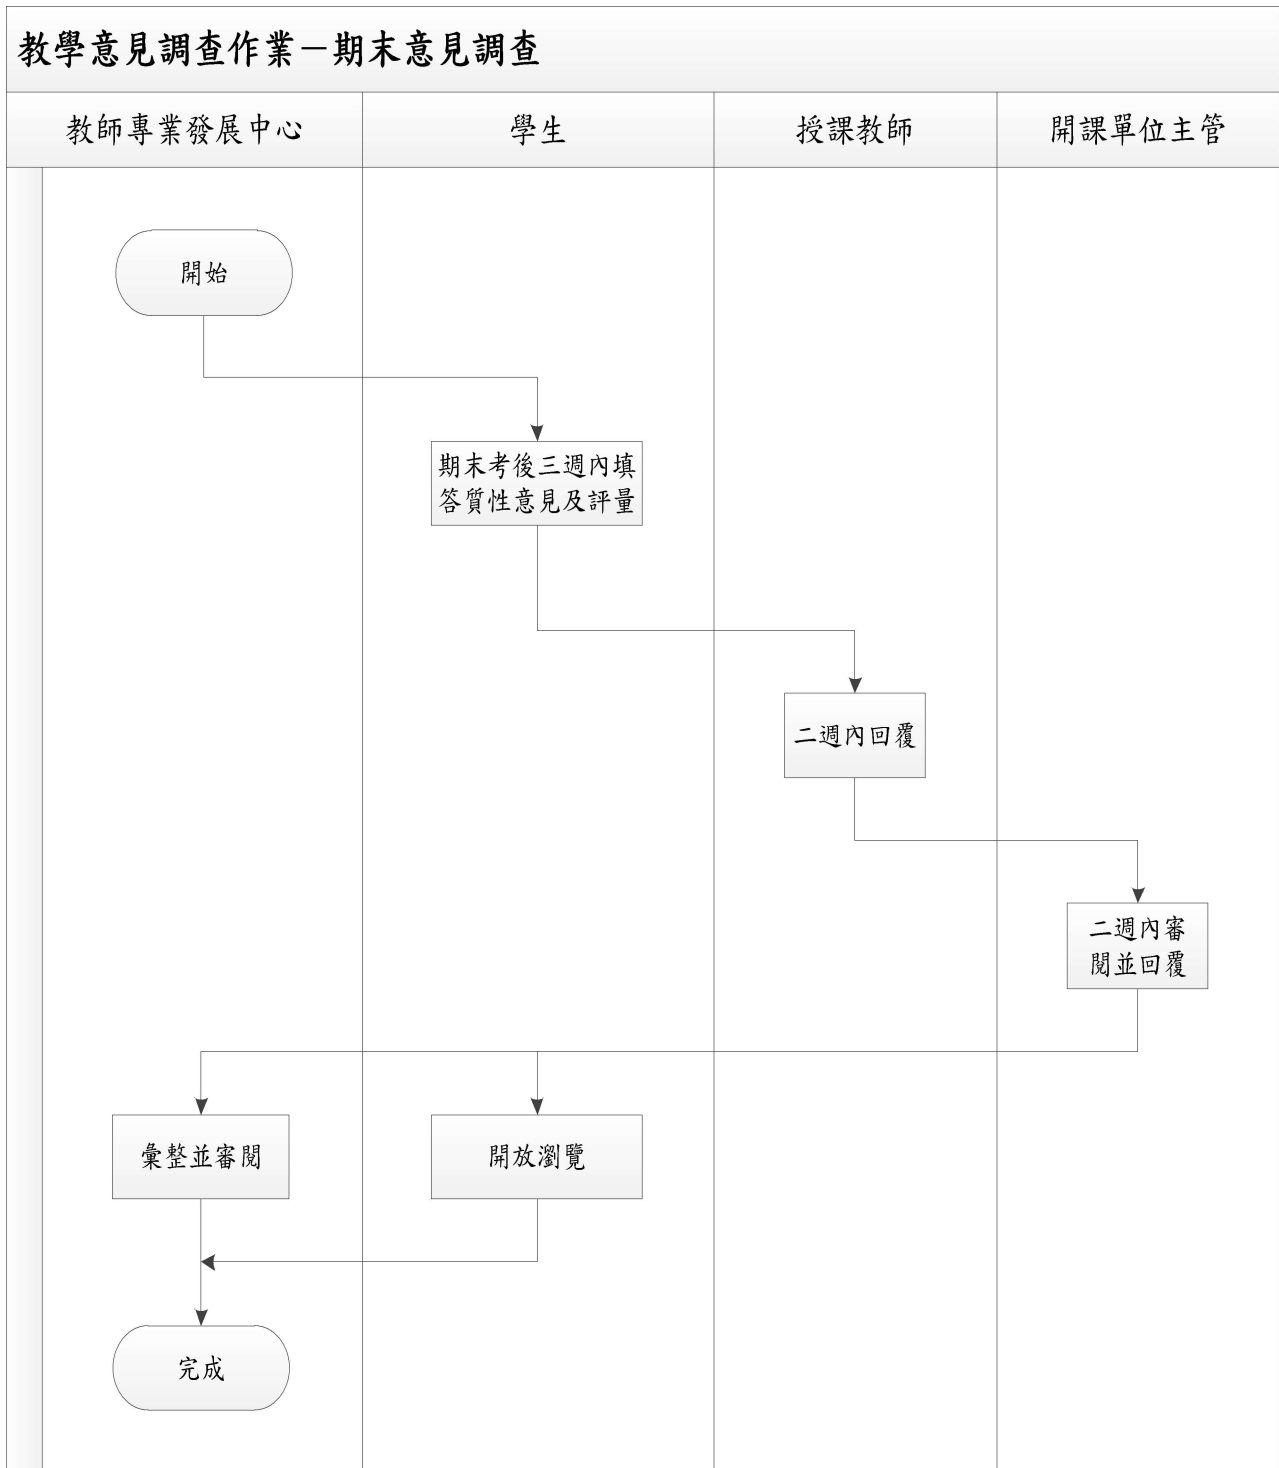 教學意見調查作業－期末意見調查
教師專業發展中心
學生
授課教師
開課單位主管
開始
期末考後三週內填
答質性意見及評量
二週內回覆
二週內審
閱並回覆
彙整並審閱
開放瀏覽
完成